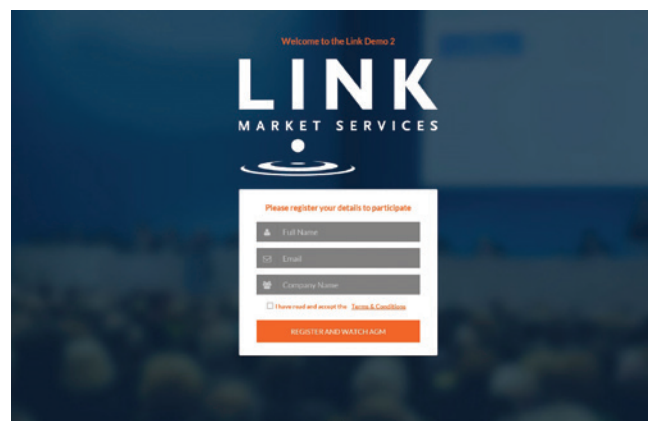 Welcome to the Link Demo 2
LINK
MARKET SERVICES
Please register your details to participate
Full Name
Email
Company Name
I have read and accept the Terms & Conditions
REGISTER AND WATCH AGM